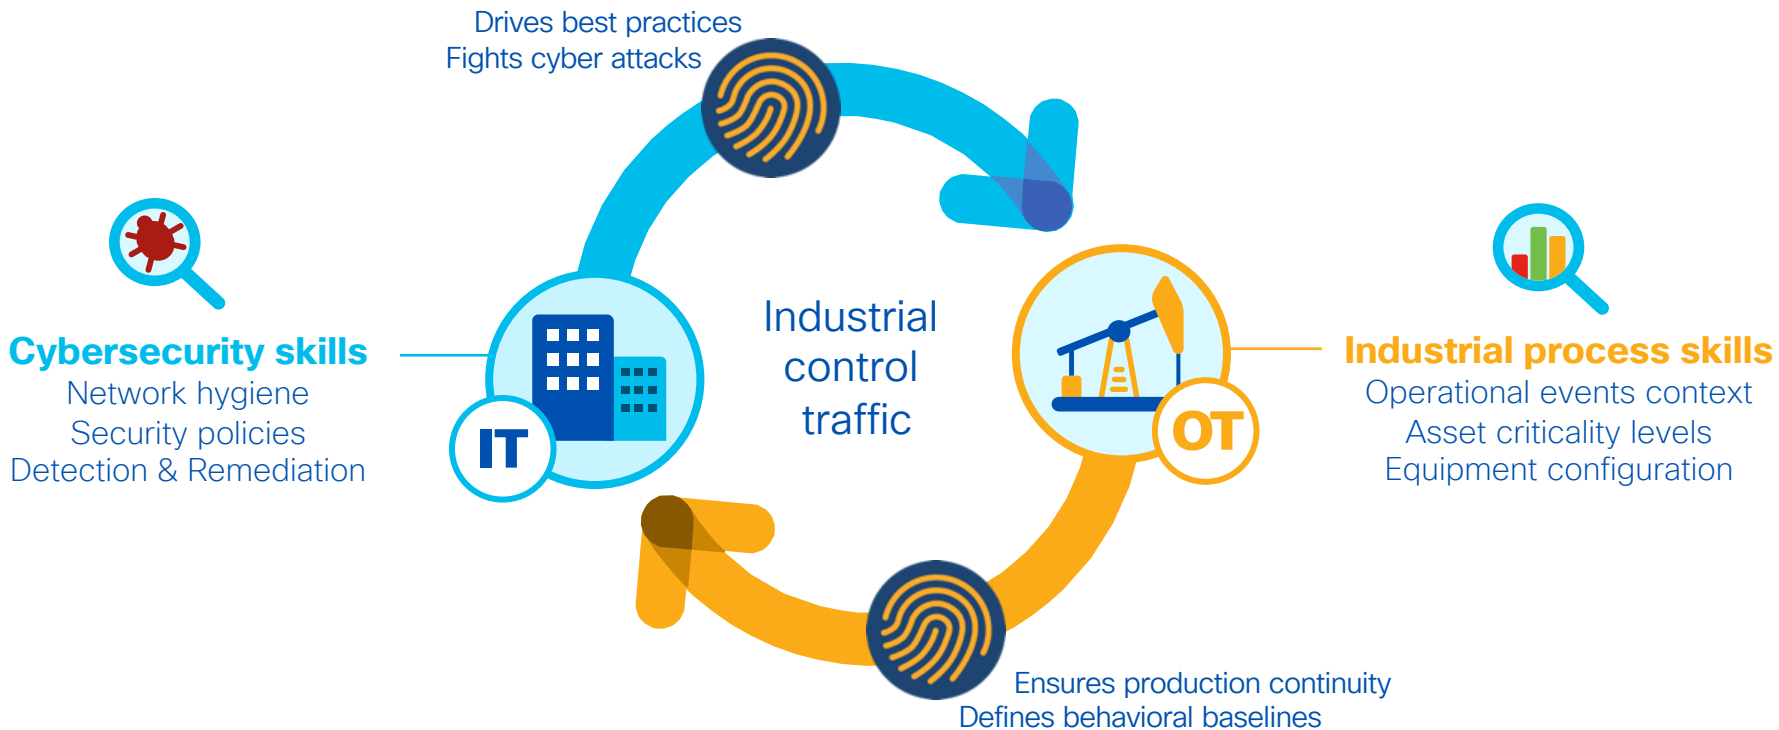 Drives best practices
Fights cyber attacks
Cybersecurity skills
Network hygiene
Security policies
Detection & Remediation
IT
Industrial
control
traffic
OT
Industrial process skills
Operational events context
Asset criticality levels
Equipment configuration
Ensures production continuity
Defines behavioral baselines